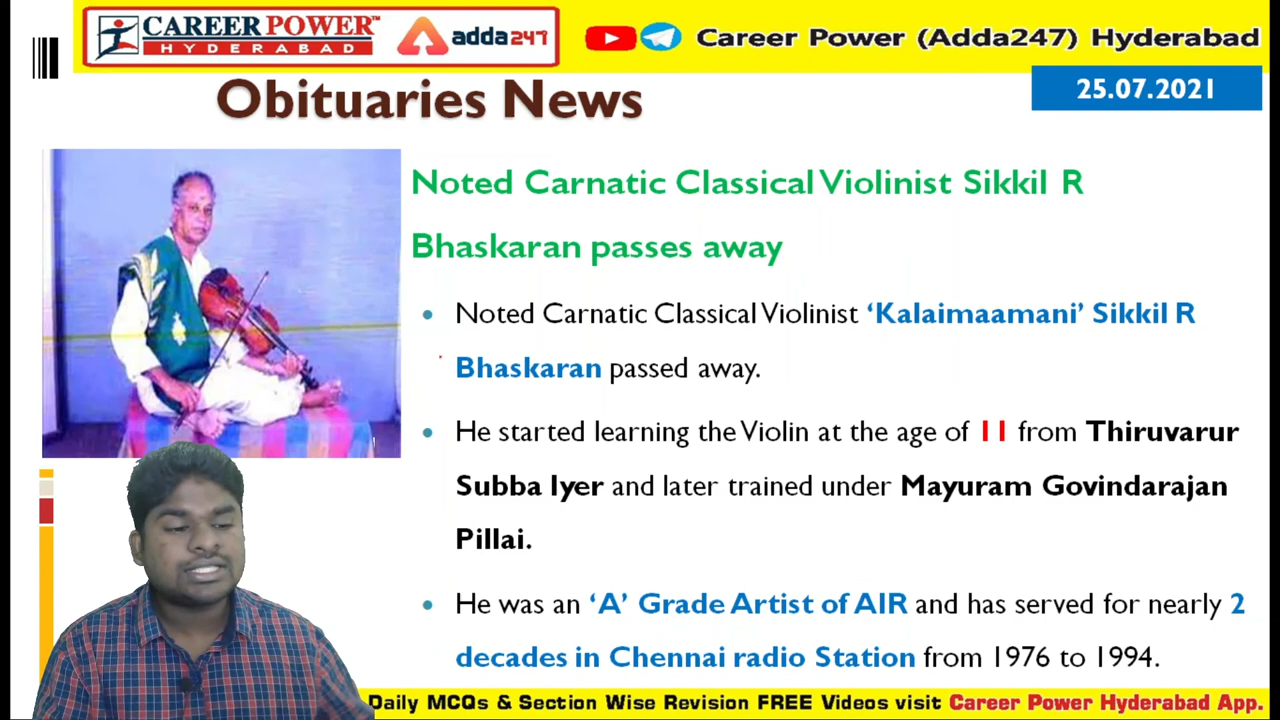 CAREER POWER™
HYDERABAD
adda247
Career Power (Adda247) Hyderabad
Obituaries News
25.07.2021
Noted Carnatic Classical Violinist Sikkil R
Bhaskaran passes away
• Noted Carnatic Classical Violinist ‘Kalaimaamani’ Sikkil R
Bhaskaran passed away.
• He started learning the Violin at the age of 11 from Thiruvarur
Subba Iyer and later trained under Mayuram Govindarajan
Pillai.
• He was an ‘A’ Grade Artist of AIR and has served for nearly 2
decades in Chennai radio Station from 1976 to 1994.
Daily MCQs & Section Wise Revision FREE Videos visit Career Power Hyderabad App.